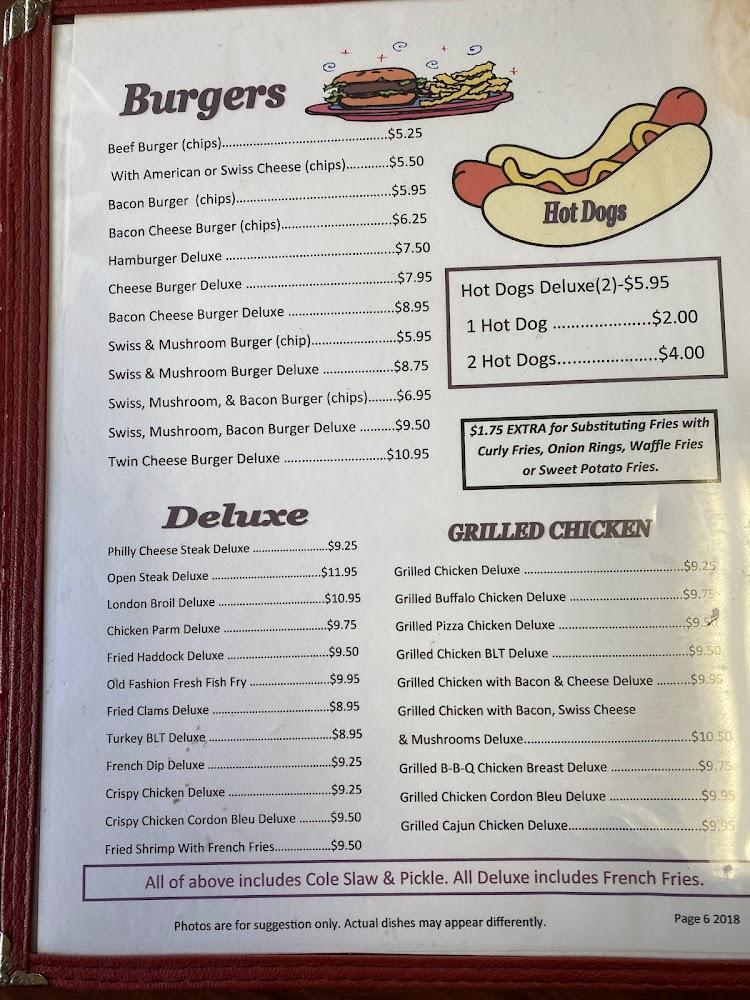 Burgers
Beef Burger (chips)..........................................$5.25
With American or Swiss Cheese (chips)...........$5.50
Bacon Burger (chips).......................................$5.95
Bacon Cheese Burger (chips)............................$6.25
Hamburger Deluxe ...........................................$7.50
Cheese Burger Deluxe ......................................$7.95
Bacon Cheese Burger Deluxe ...........................$8.95
Swiss & Mushroom Burger (chip)............................$5.95
Swiss & Mushroom Burger Deluxe ...................$8.75
Swiss, Mushroom, & Bacon Burger (chips).......$6.95
Swiss, Mushroom, Bacon Burger Deluxe .........$9.50
Twin Cheese Burger Deluxe ..........................$10.95
Hot Dogs
Hot Dogs Deluxe(2)-$5.95
1 Hot Dog .....................$2.00
2 Hot Dogs.....................$4.00
$1.75 EXTRA for Substituting Fries with
Curly Fries, Onion Rings, Waffle Fries
or Sweet Potato Fries.
Deluxe
Philly Cheese Steak Deluxe .........................$9.25
Open Steak Deluxe ....................................$11.95
London Broil Deluxe ...................................$10.95
Chicken Parm Deluxe ..................................$9.75
Fried Haddock Deluxe .................................$9.50
Old Fashion Fresh Fish Fry ..........................$9.95
Fried Clams Deluxe ......................................$8.95
Turkey BLT Deluxe .......................................$8.95
French Dip Deluxe ........................................$9.25
Crispy Chicken Deluxe .................................$9.25
Crispy Chicken Cordon Bleu Deluxe ..........$9.50
Fried Shrimp With French Fries..................$9.50
GRILLED CHICKEN
Grilled Chicken Deluxe .............................................$9.25
Grilled Buffalo Chicken Deluxe .................................$9.75
Grilled Pizza Chicken Deluxe ....................................
Grilled Chicken BLT Deluxe .......................................$9.50
Grilled Chicken with Bacon & Cheese Deluxe .........$9.95
Grilled Chicken with Bacon, Swiss Cheese
& Mushrooms Deluxe................................................$10.50
Grilled B-B-Q Chicken Breast Deluxe .........................$9.75
Grilled Chicken Cordon Bleu Deluxe ..........................$9.95
Grilled Cajun Chicken Deluxe......................................$9.95
All of above includes Cole Slaw & Pickle. All Deluxe includes French Fries.
Photos are for suggestion only. Actual dishes may appear differently.
Page 6 2018